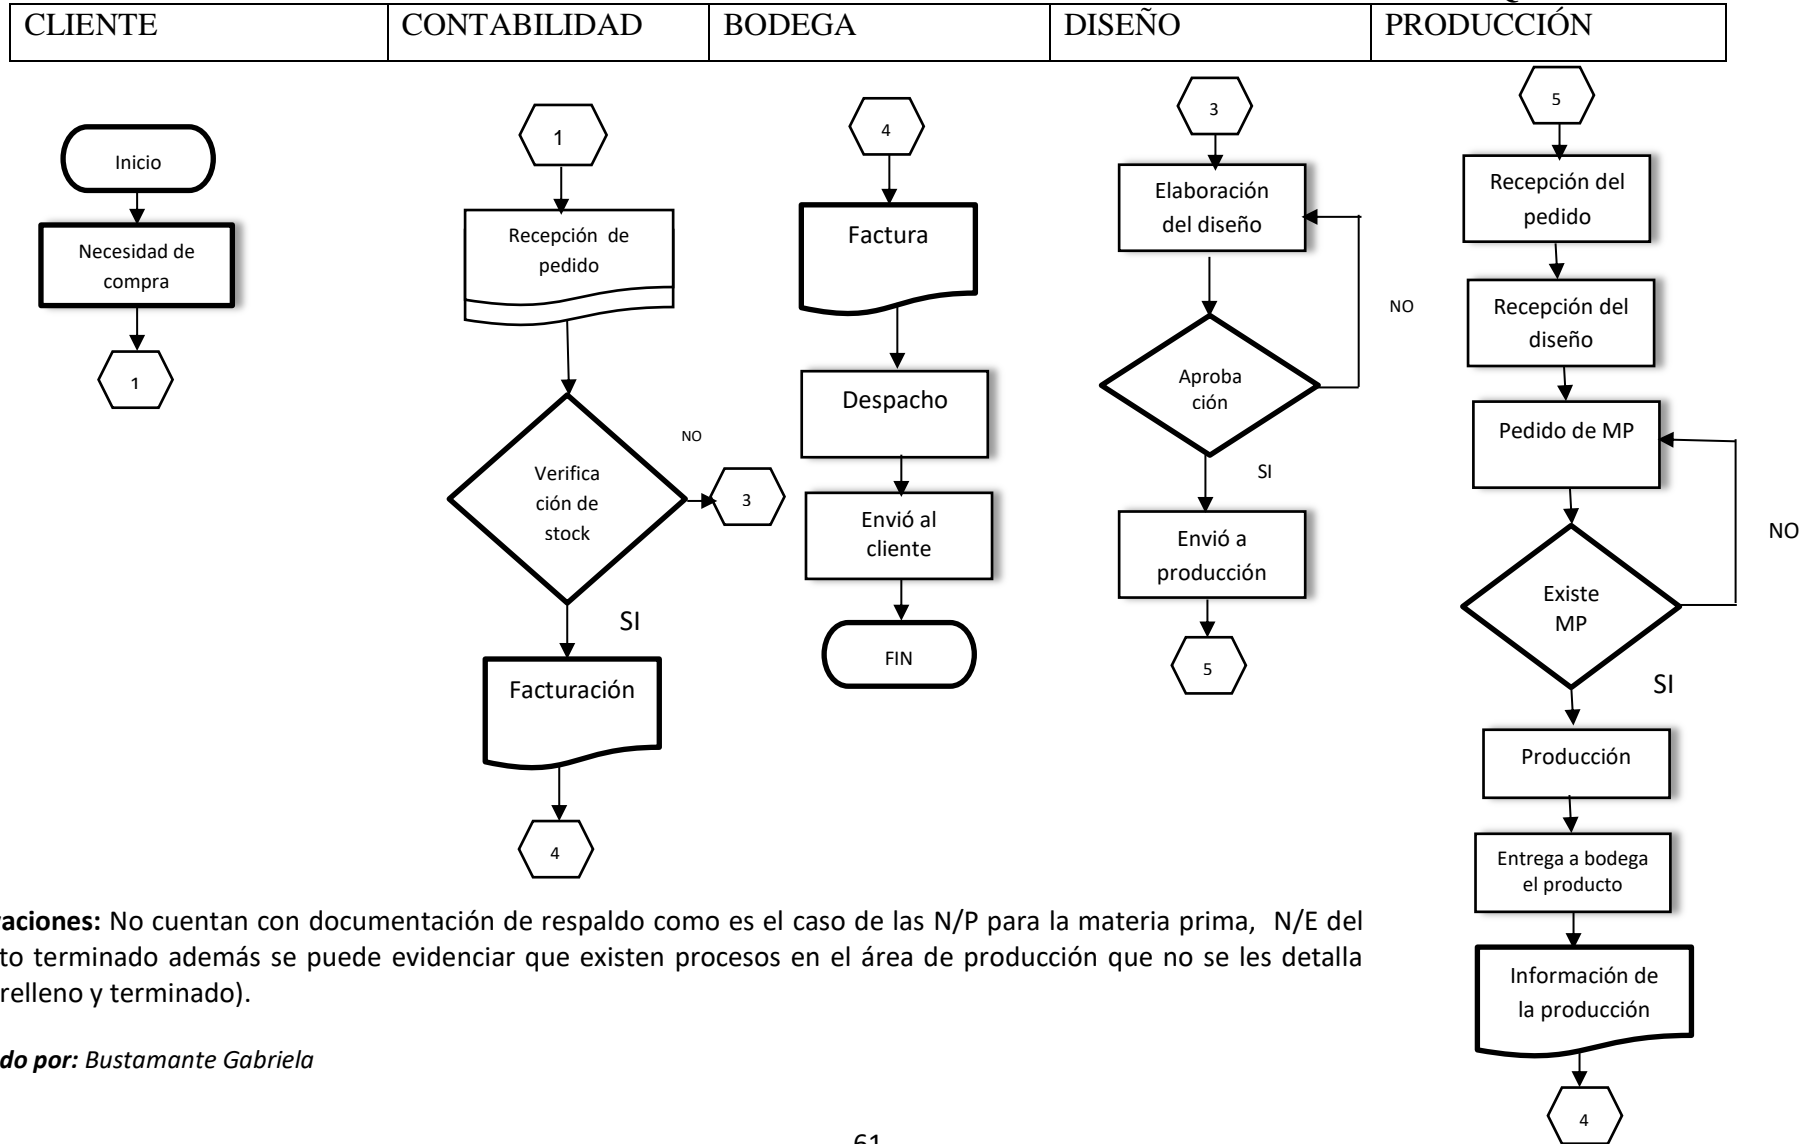 CLIENTE
CONTABILIDAD
BODEGA
DISEÑO
PRODUCCIÓN
Inicio
Necesidad de
compra
1
1
Recepción de
pedido
Verifica
ción de
stock
NO
3
SI
Facturación
4
4
Factura
Despacho
Envió al
cliente
FIN
3
Elaboración
del diseño
NO
Aproba
ción
SI
Envió a
producción
5
5
Recepción del
pedido
Recepción del
diseño
Pedido de MP
NO
Existe
MP
SI
Producción
Entrega a bodega
el producto
Información de
la producción
4
raciones: No cuentan con documentación de respaldo como es el caso de las N/P para la materia prima, N/E del
to terminado además se puede evidenciar que existen procesos en el área de producción que no se les detalla
relleno y terminado).
do por: Bustamante Gabriela
61